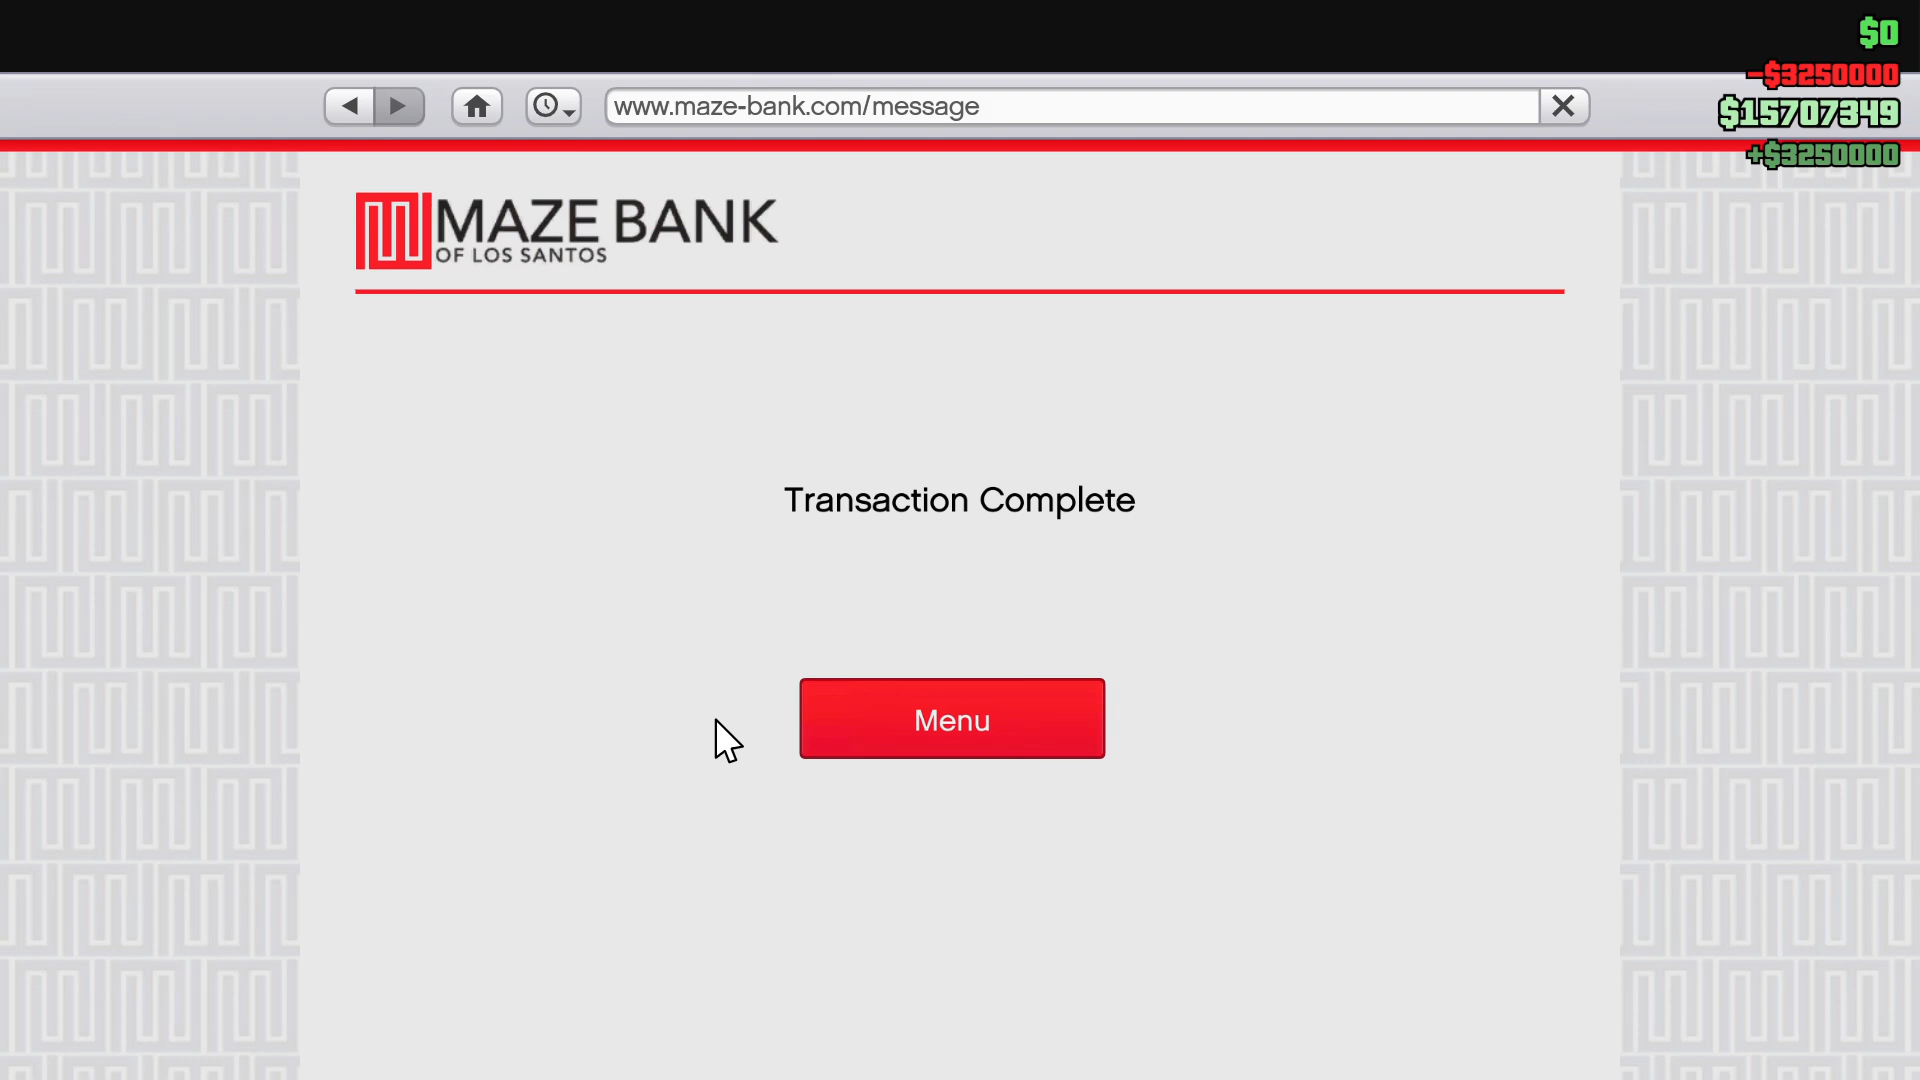 $0
-$3250000
www.maze-bank.com/message
$15707349
+$3250000
MAZE BANK
OF LOS SANTOS
Transaction Complete
Menu